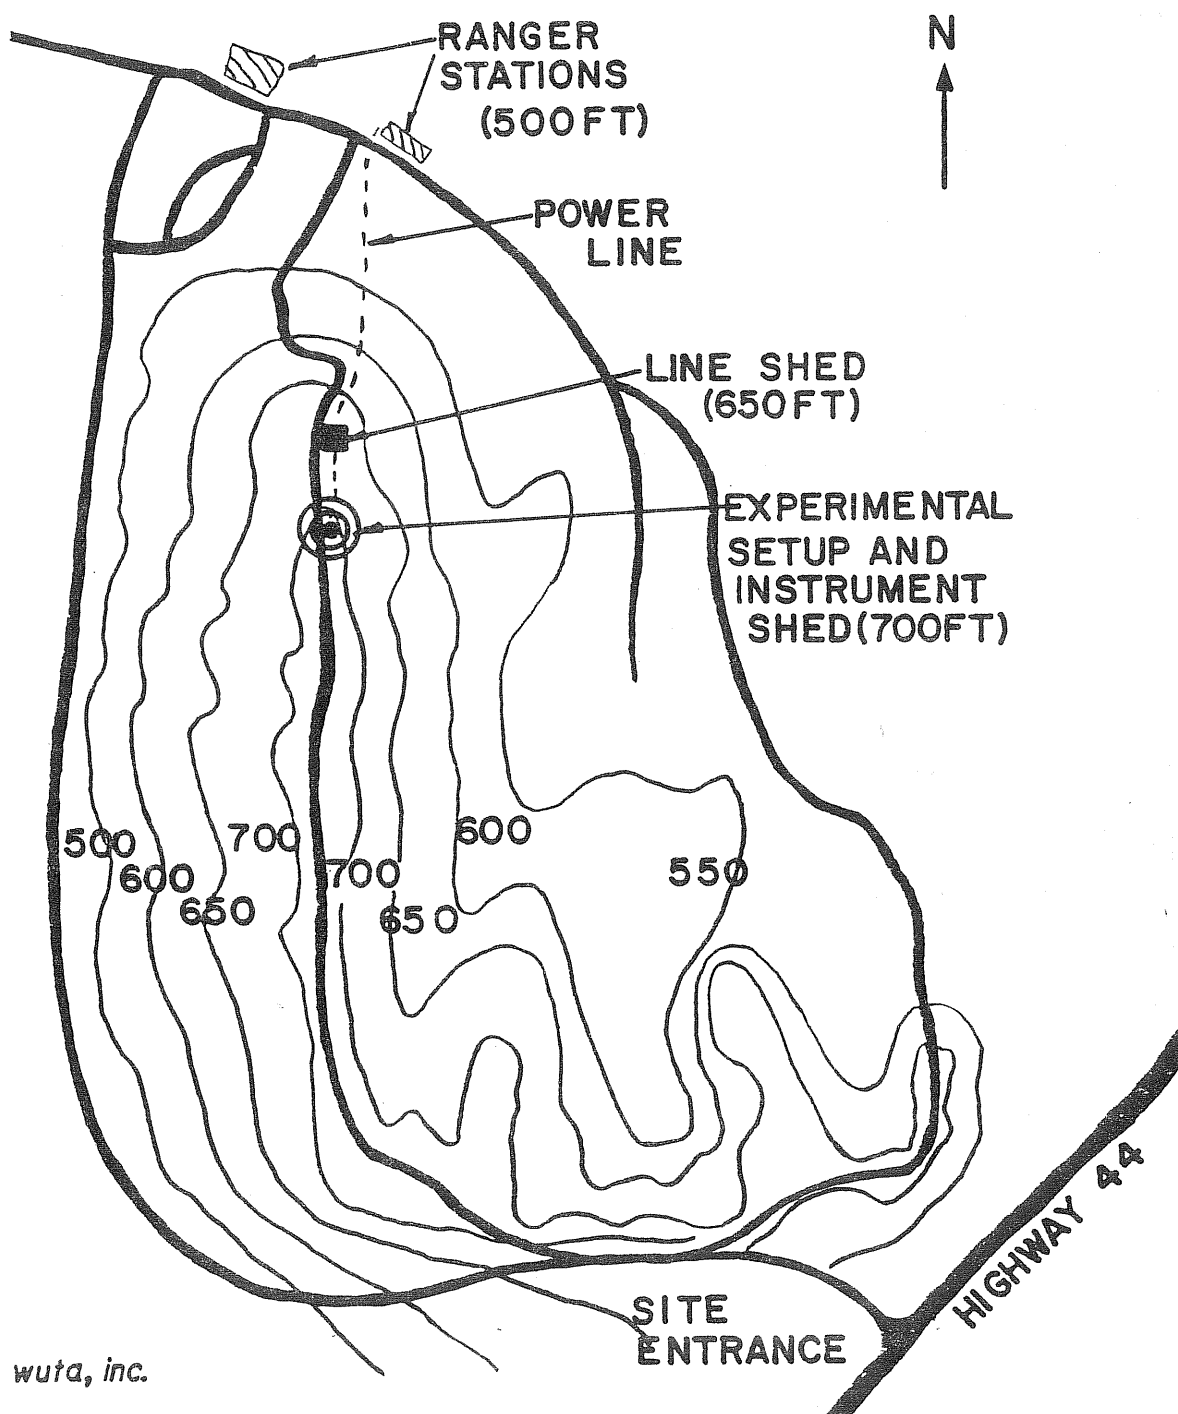 RANGER
STATIONS
(500FT)
N
POWER
LINE
LINE SHED
(650FT)
EXPERIMENTAL
SETUP AND
INSTRUMENT
SHED(700FT)
500
600
650
700
700
650
600
550
HIGHWAY 44
SITE
ENTRANCE
wuta, inc.